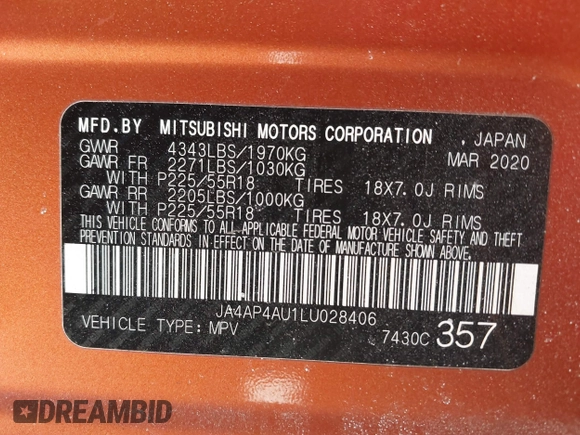 MFD.BY MITSUBISHI MOTORS CORPORATION , JAPAN
GVWR 4343LBS/1970KG MAR 2020
GAWR FR 2271LBS/1030KG
WITH P225/55R18 TIRES 18X7.0J RIMS
GAWR RR 2205LBS/1000KG
WITH P225/55R18 TIRES 18X7.0J RIMS
THIS VEHICLE CONFORMS TO ALL APPLICABLE FEDERAL MOTOR VEHICLE SAFETY AND THEFT
PREVENTION STANDARDS IN EFFECT ON THE DATE OF MANUFACTURE SHOWN ABOVE.
JA4AP4AU1LU028406
VEHICLE TYPE: MPV 7430C 357
DREAMBID